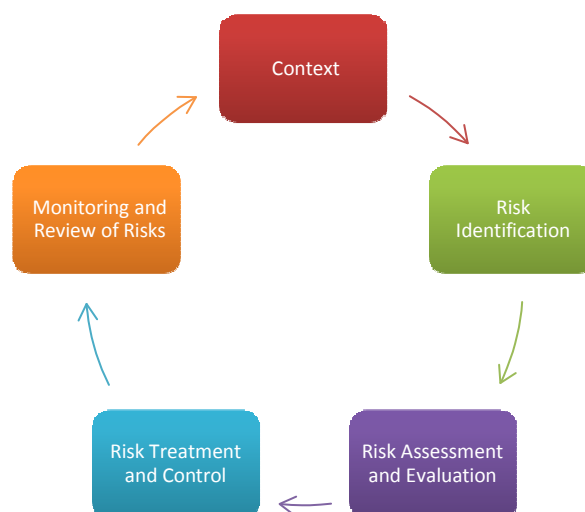 Context
Risk
Identification
Risk Assessment
and Evaluation
Risk Treatment
and Control
Monitoring and
Review of Risks